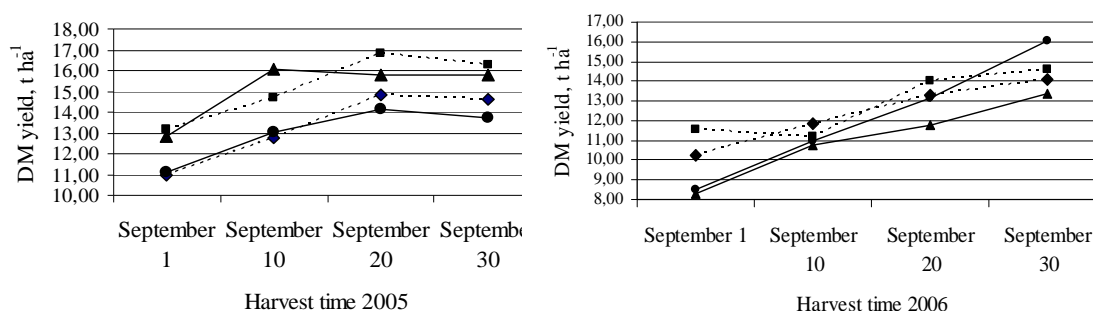 DM yield, t ha-1
18,00
17,00
16,00
15,00
14,00
13,00
12,00
11,00
10,00
September 1
September 10
September 20
September 30
Harvest time 2005
DM yield, t ha-1
17,00
16,00
15,00
14,00
13,00
12,00
11,00
10,00
9,00
8,00
September 1
September 10
September 20
September 30
Harvest time 2006